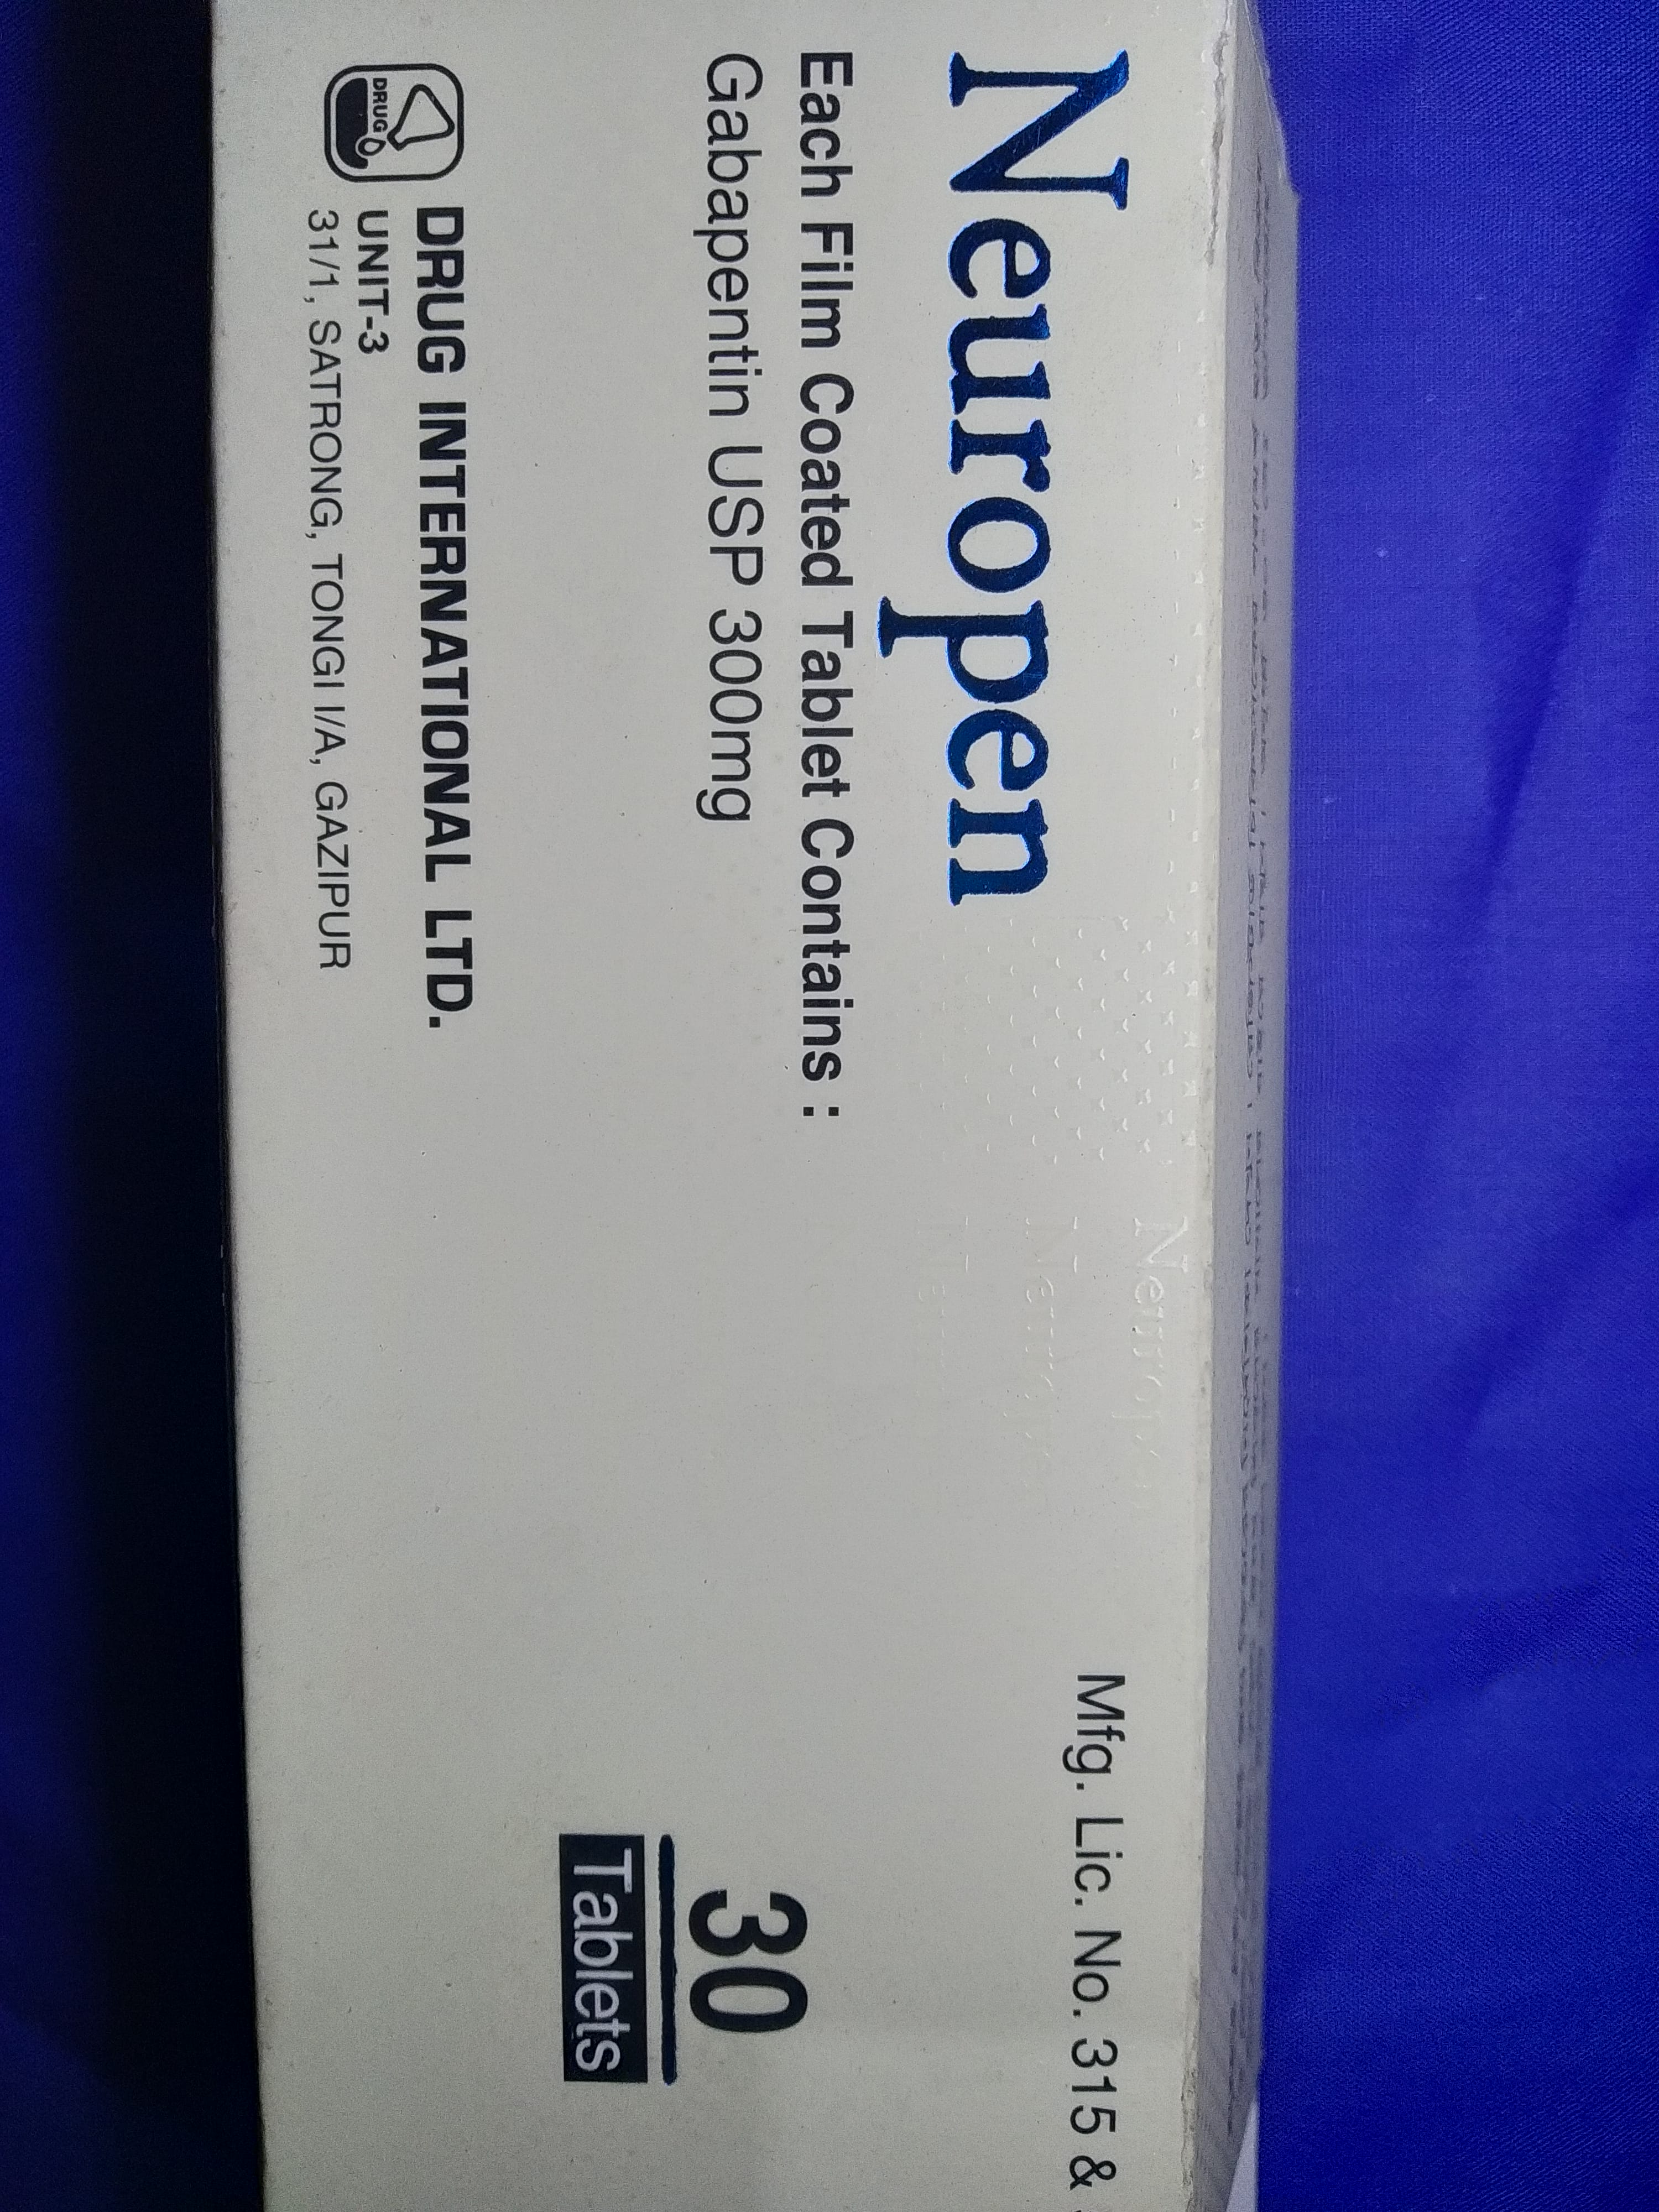 Neuropen
Neuropen
Mfg. Lic. No. 315 &
Each Film Coated Tablet Contains :
Gabapentin USP 300mg
30
Tablets
DRUG
DRUG INTERNATIONAL LTD.
UNIT-3
31/1, SATRONG, TONGI I/A, GAZIPUR